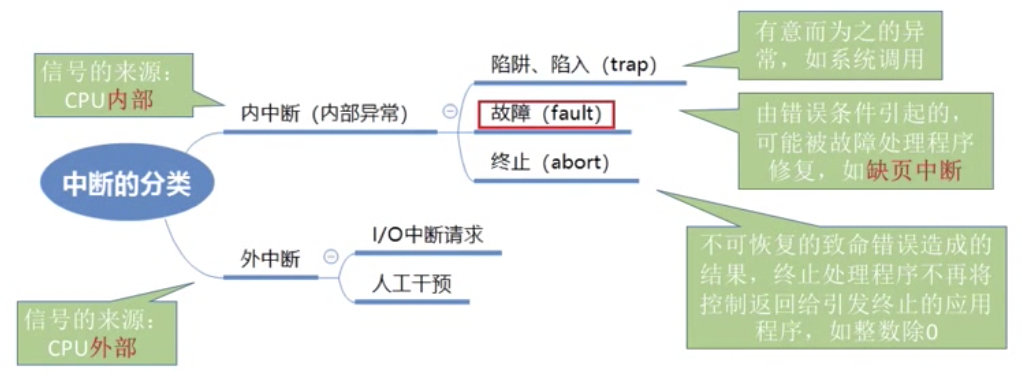 中断的分类
信号的来源：
CPU内部
内中断（内部异常）
陷阱、陷入（trap）
有意而为之的异
常，如系统调用
故障（fault）
由错误条件引起的，
可能被故障处理程序
修复，如缺页中断
终止（abort）
不可恢复的致命错误造成的
结果，终止处理程序不再将
控制返回给引发终止的应用
程序，如整数除0
外中断
信号的来源：
CPU外部
I/O中断请求
人工干预